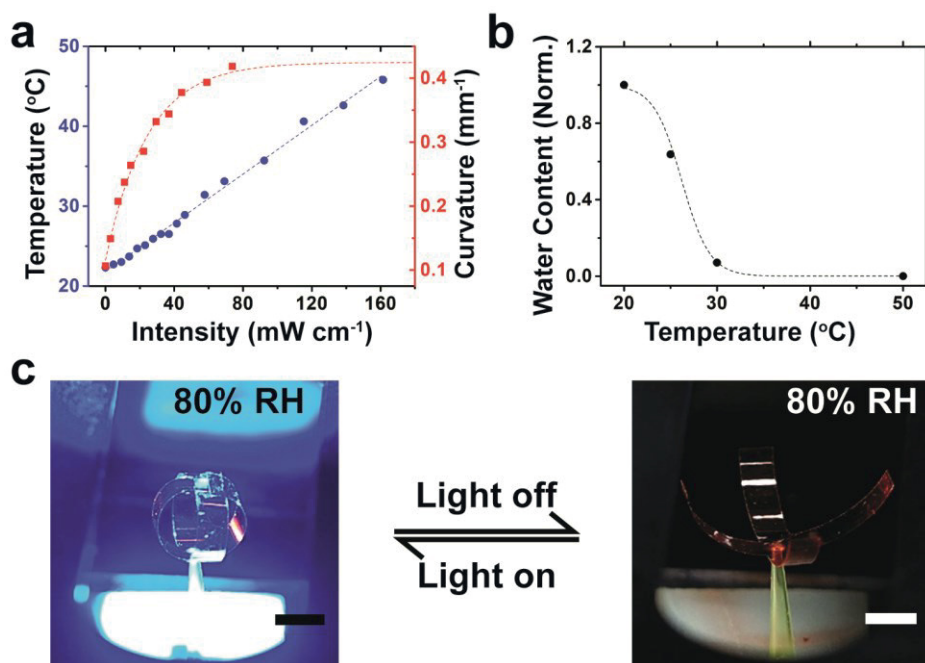 a
50
40
30
20
Temperature (°C)
0 40 80 120 160
Intensity (mW cm⁻¹)
0.4
0.3
0.2
0.1
Curvature (mm⁻¹)
b
1.2
0.8
0.4
0.0
Water Content (Norm.)
20 30 40 50
Temperature (°C)
c
80% RH
Light off
Light on
80% RH